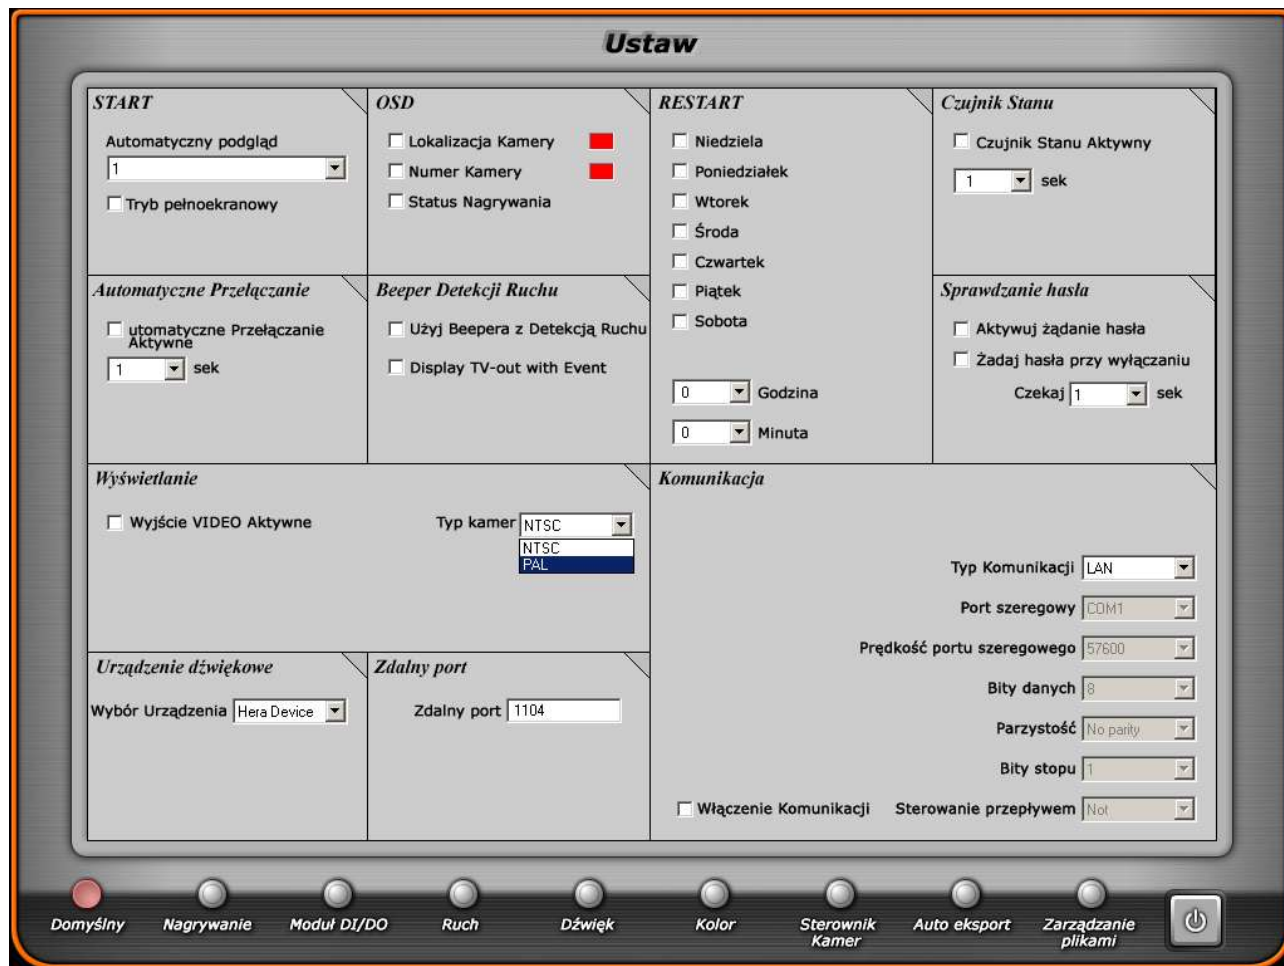 Ustaw
START
Automatyczny podgląd
1
Tryb pełnoekranowy
OSD
Lokalizacja Kamery
Numer Kamery
Status Nagrywania
RESTART
Niedziela
Poniedziałek
Wtorek
Środa
Czwartek
Piątek
Sobota
0 Godzina
0 Minuta
Czujnik Stanu
Czujnik Stanu Aktywny
1 sek
Automatyczne Przełączanie
utomatyczne Przełączanie
Aktywne
1 sek
Beeper Detekcji Ruchu
Użyj Beepera z Detekcją Ruchu
Display TV-out with Event
Sprawdzanie hasła
Aktywuj żądanie hasła
Żadaj hasła przy wyłączaniu
Czekaj 1 sek
Wyświetlanie
Wyjście VIDEO Aktywne
Typ kamer NTSC
NTSC
PAL
Komunikacja
Typ Komunikacji LAN
Port szeregowy COM1
Prędkość portu szeregowego 57600
Bity danych 8
Parzystość No parity
Bity stopu 1
Włączenie Komunikacji Sterowanie przepływem Not
Urządzenie dźwiękowe
Wybór Urządzenia Hera Device
Zdalny port
Zdalny port 1104
Domyślny
Nagrywanie
Moduł DI/DO
Ruch
Dźwięk
Kolor
Sterownik
Kamer
Auto eksport
Zarządzanie
plikami